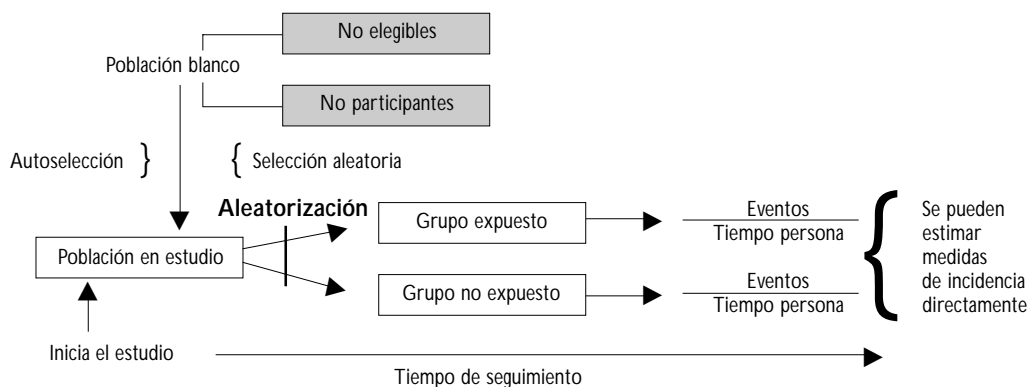 No elegibles
Población blanco
No participantes
Autoselección } { Selección aleatoria
Aleatorización
Grupo expuesto
Eventos
Tiempo persona
Población en estudio
Grupo no expuesto
Eventos
Tiempo persona
{
Se pueden
estimar
medidas
de incidencia
directamente
Inicia el estudio
Tiempo de seguimiento